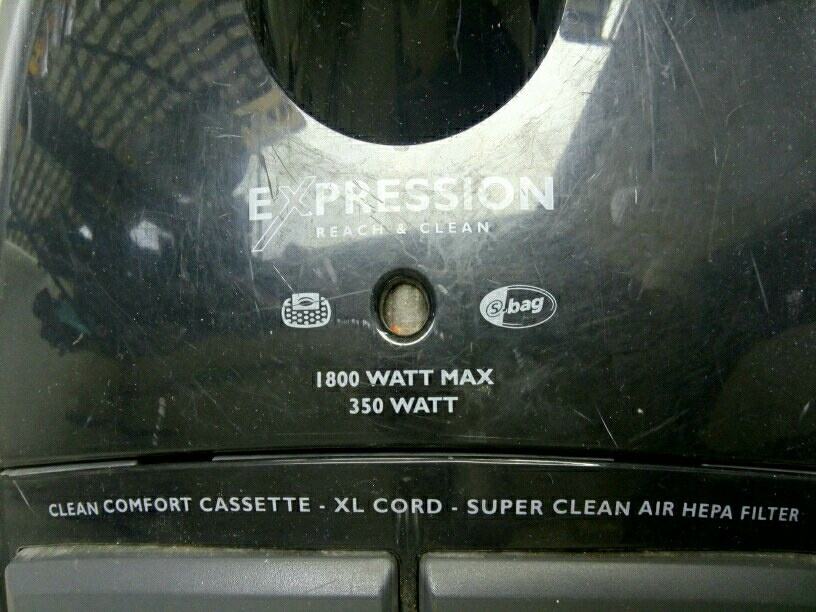 EXPRESSION
REACH & CLEAN
s-bag
1800 WATT MAX
350 WATT
CLEAN COMFORT CASSETTE - XL CORD - SUPER CLEAN AIR HEPA FILTER